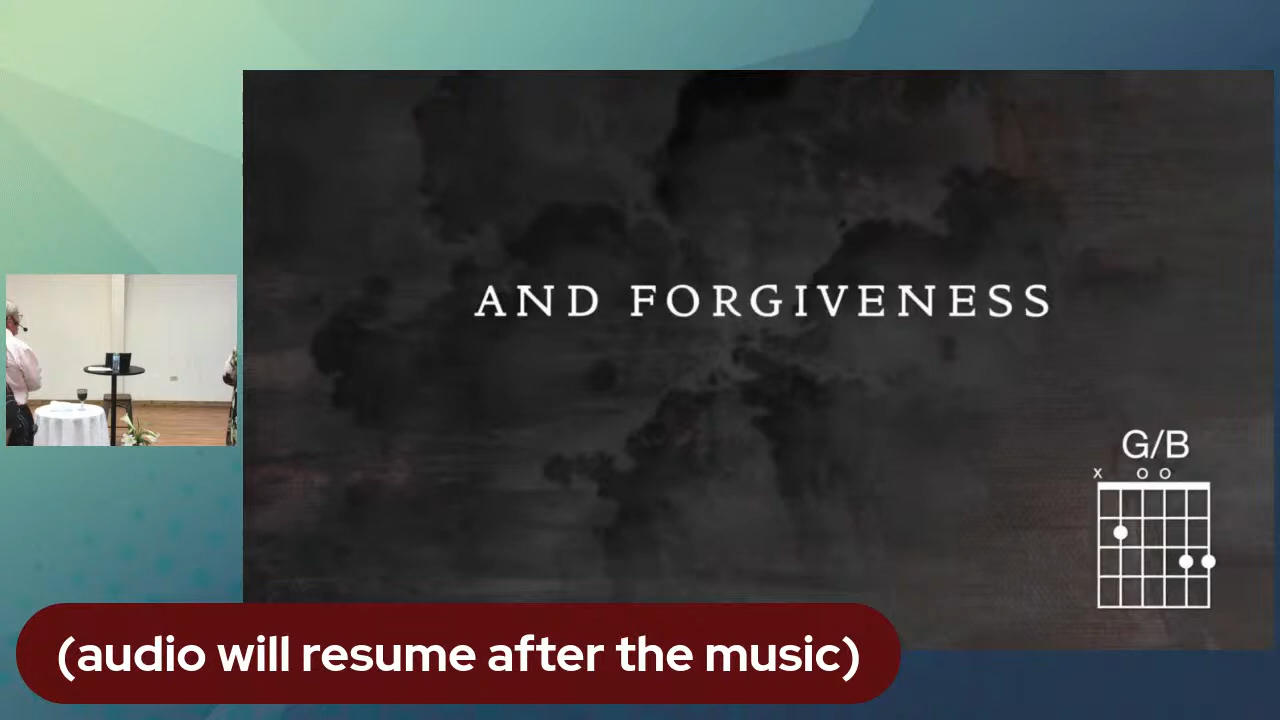 AND FORGIVENESS
G/B
x o o
(audio will resume after the music)